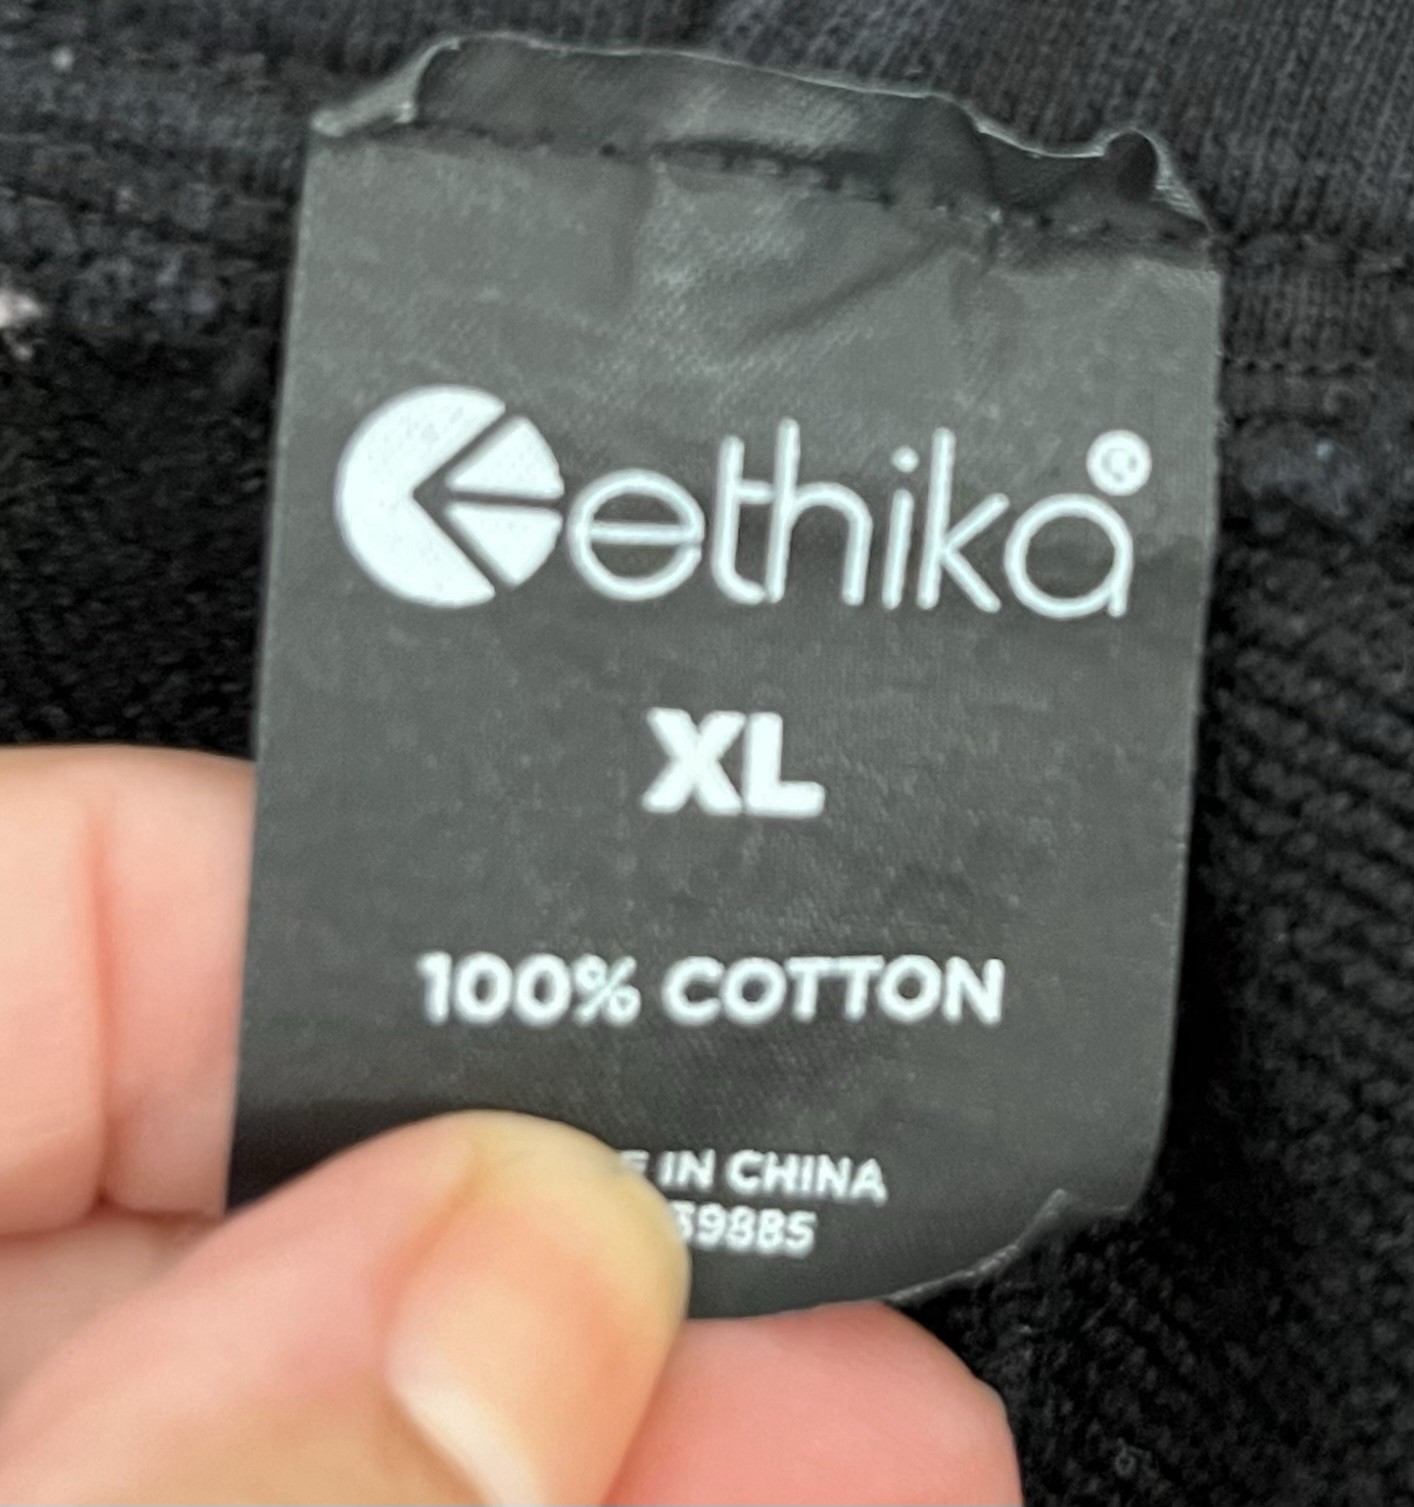 ethika®
XL
100% COTTON
IN CHINA